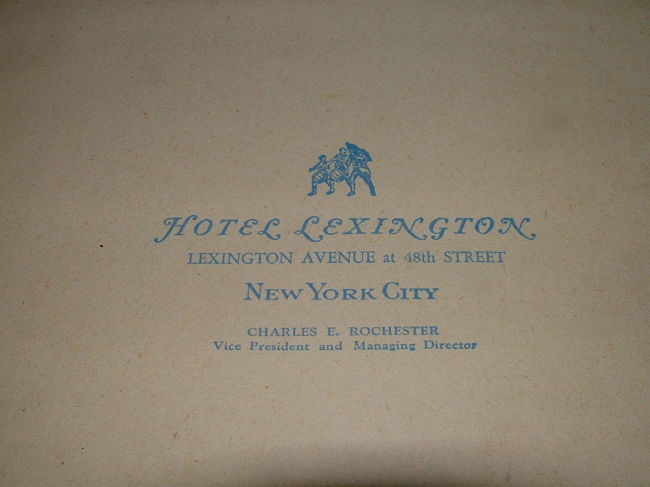 HOTEL LEXINGTON
LEXINGTON AVENUE at 48th STREET
NEW YORK CITY
CHARLES E. ROCHESTER
Vice President and Managing Director